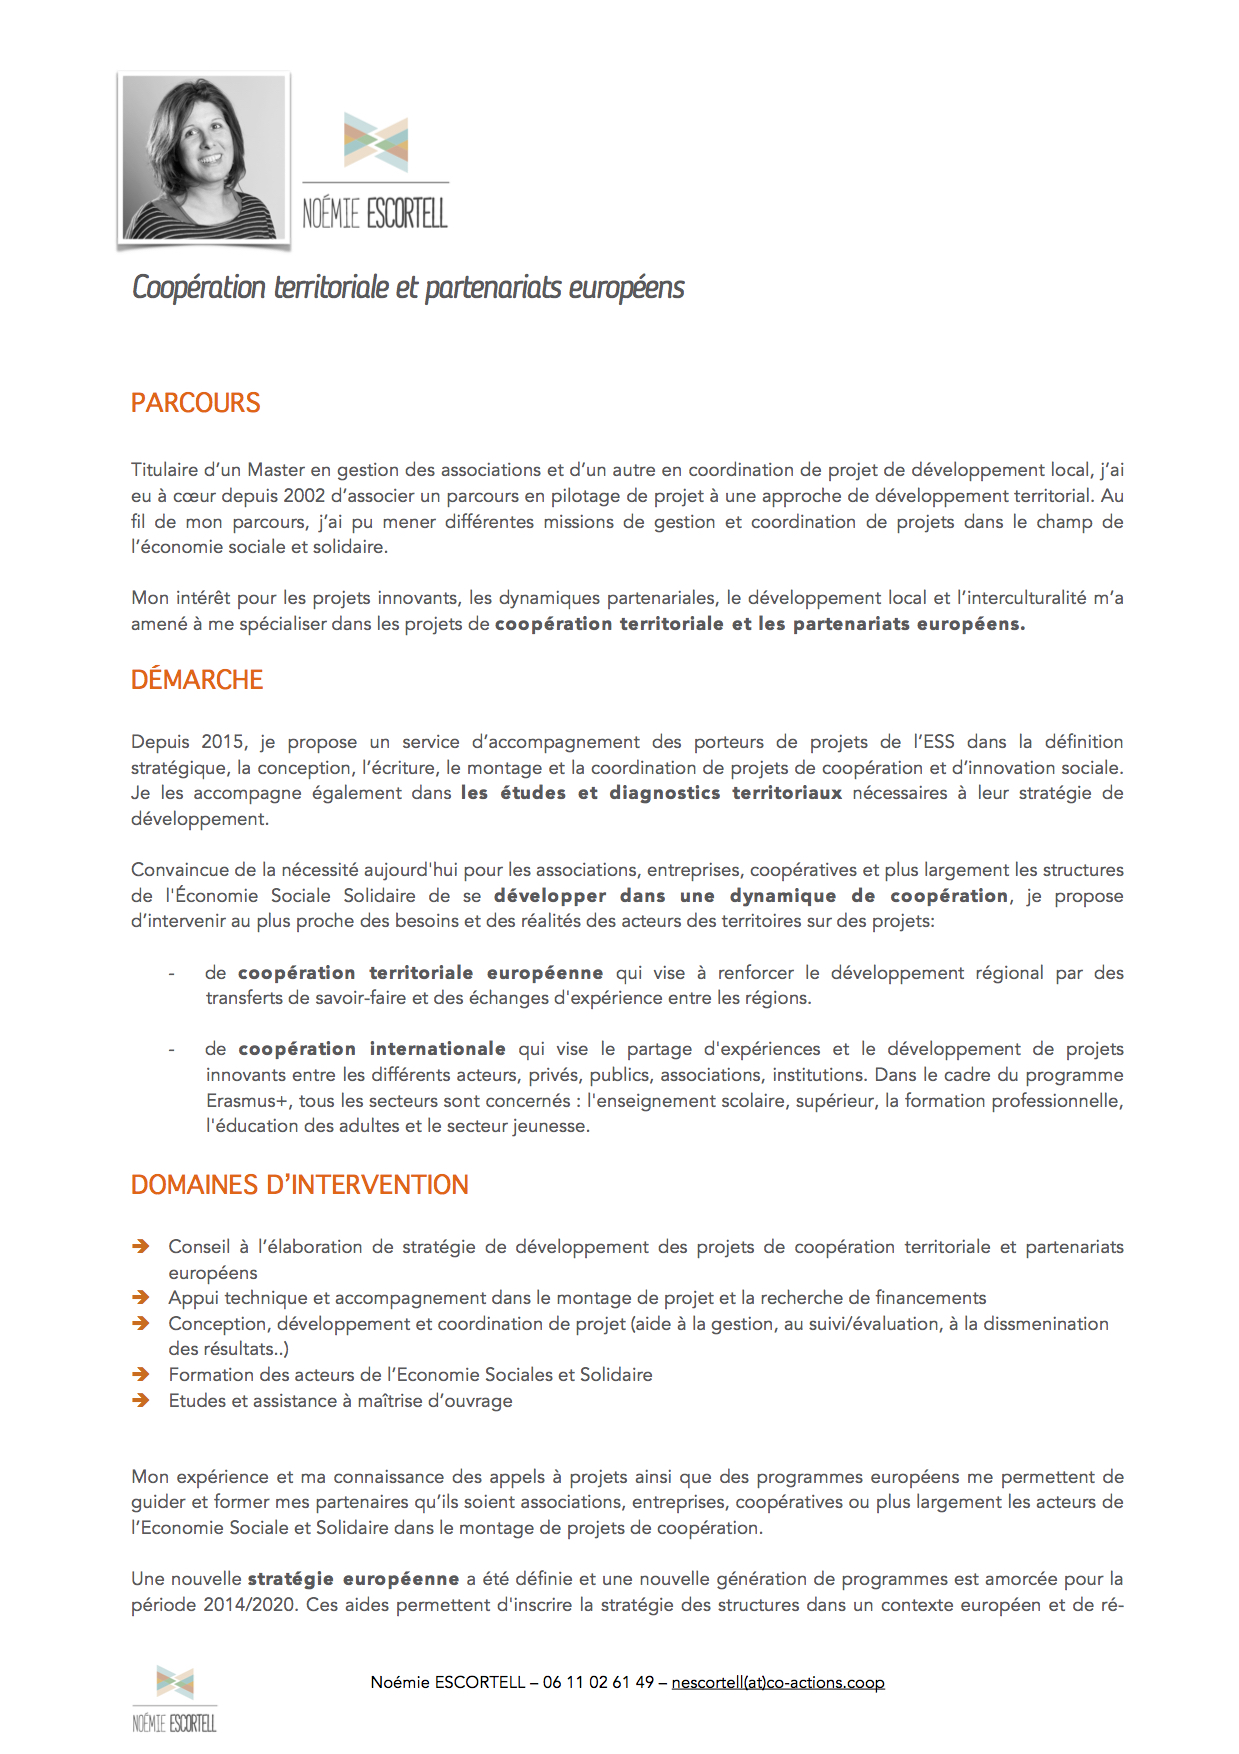 NOÉMIE ESCORTELL
Coopération territoriale et partenariats européens
PARCOURS
Titulaire d’un Master en gestion des associations et d’un autre en coordination de projet de développement local, j’ai
eu à cœur depuis 2002 d’associer un parcours en pilotage de projet à une approche de développement territorial. Au
fil de mon parcours, j’ai pu mener différentes missions de gestion et coordination de projets dans le champ de
l’économie sociale et solidaire.
Mon intérêt pour les projets innovants, les dynamiques partenariales, le développement local et l’interculturalité m’a
amené à me spécialiser dans les projets de coopération territoriale et les partenariats européens.
DÉMARCHE
Depuis 2015, je propose un service d’accompagnement des porteurs de projets de l’ESS dans la définition
stratégique, la conception, l’écriture, le montage et la coordination de projets de coopération et d’innovation sociale.
Je les accompagne également dans les études et diagnostics territoriaux nécessaires à leur stratégie de
développement.
Convaincue de la nécessité aujourd'hui pour les associations, entreprises, coopératives et plus largement les structures
de l'Économie Sociale Solidaire de se développer dans une dynamique de coopération, je propose
d’intervenir au plus proche des besoins et des réalités des acteurs des territoires sur des projets:
- de coopération territoriale européenne qui vise à renforcer le développement régional par des
transferts de savoir-faire et des échanges d'expérience entre les régions.
- de coopération internationale qui vise le partage d'expériences et le développement de projets
innovants entre les différents acteurs, privés, publics, associations, institutions. Dans le cadre du programme
Erasmus+, tous les secteurs sont concernés : l'enseignement scolaire, supérieur, la formation professionnelle,
l'éducation des adultes et le secteur jeunesse.
DOMAINES D’INTERVENTION
➔ Conseil à l’élaboration de stratégie de développement des projets de coopération territoriale et partenariats
européens
➔ Appui technique et accompagnement dans le montage de projet et la recherche de financements
➔ Conception, développement et coordination de projet (aide à la gestion, au suivi/évaluation, à la dissmenination
des résultats..)
➔ Formation des acteurs de l’Economie Sociales et Solidaire
➔ Etudes et assistance à maîtrise d’ouvrage
Mon expérience et ma connaissance des appels à projets ainsi que des programmes européens me permettent de
guider et former mes partenaires qu’ils soient associations, entreprises, coopératives ou plus largement les acteurs de
l’Economie Sociale et Solidaire dans le montage de projets de coopération.
Une nouvelle stratégie européenne a été définie et une nouvelle génération de programmes est amorcée pour la
période 2014/2020. Ces aides permettent d'inscrire la stratégie des structures dans un contexte européen et de ré-
Noémie ESCORTELL – 06 11 02 61 49 – nescortell(at)co-actions.coop
NOÉMIE ESCORTELL